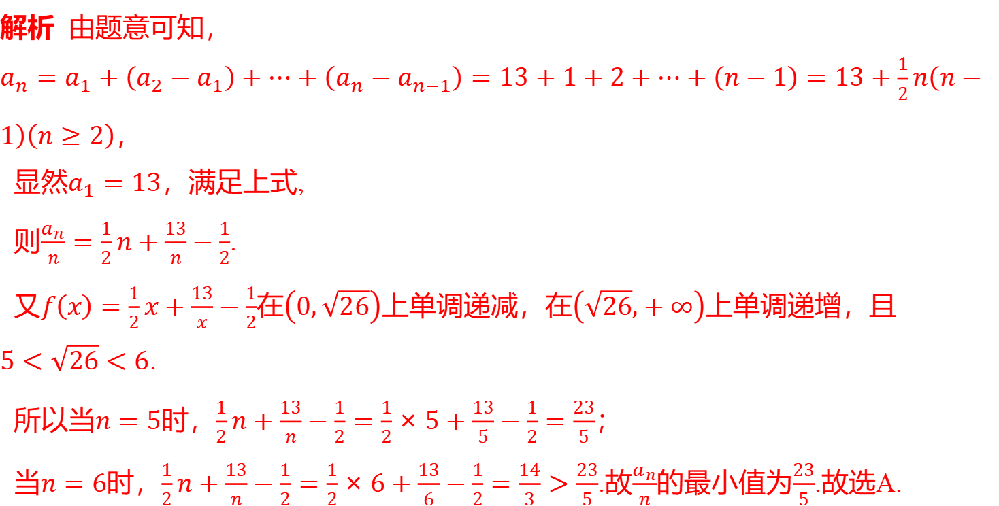 解析 由题意可知，
$a_n = a_1 + (a_2 - a_1) + \cdots + (a_n - a_{n-1}) = 13 + 1 + 2 + \cdots + (n - 1) = 13 + \frac{1}{2}n(n -$
$1)(n \geq 2)$，
显然$a_1 = 13$，满足上式,
则$\frac{a_n}{n} = \frac{1}{2}n + \frac{13}{n} - \frac{1}{2}$.
又$f(x) = \frac{1}{2}x + \frac{13}{x} - \frac{1}{2}$在$(0, \sqrt{26})$上单调递减，在$(\sqrt{26}, +\infty)$上单调递增，且
$5 < \sqrt{26} < 6$.
所以当$n = 5$时，$\frac{1}{2}n + \frac{13}{n} - \frac{1}{2} = \frac{1}{2} \times 5 + \frac{13}{5} - \frac{1}{2} = \frac{23}{5}$；
当$n = 6$时，$\frac{1}{2}n + \frac{13}{n} - \frac{1}{2} = \frac{1}{2} \times 6 + \frac{13}{6} - \frac{1}{2} = \frac{14}{3} > \frac{23}{5}$.故$\frac{a_n}{n}$的最小值为$\frac{23}{5}$.故选A.